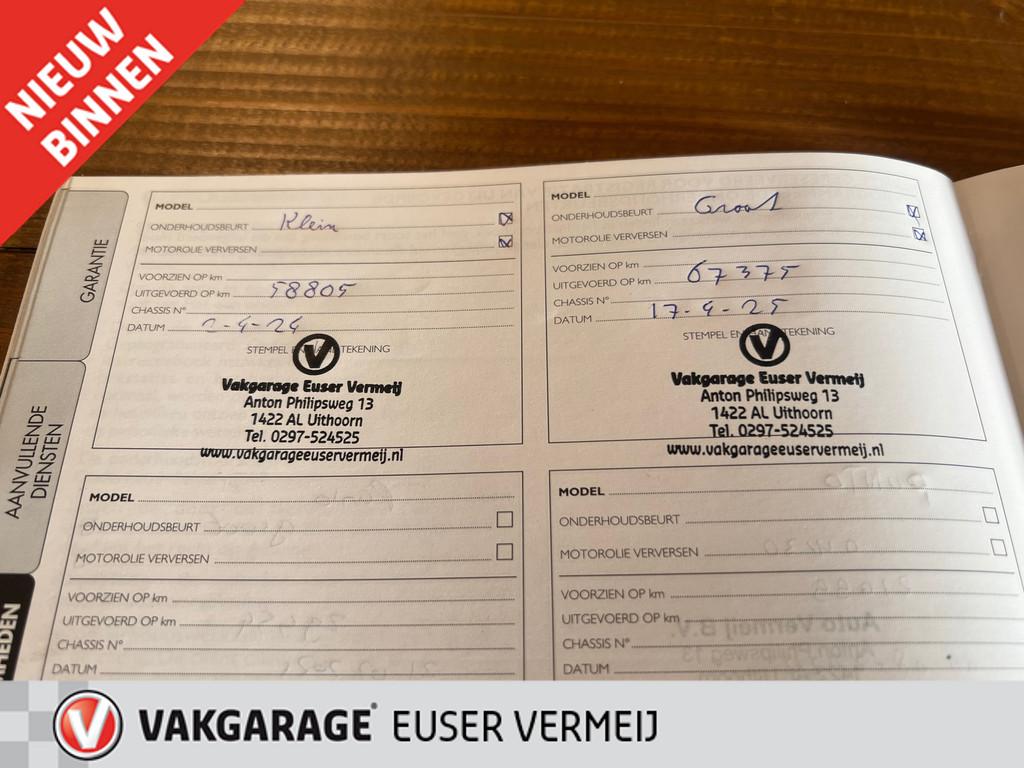 NIEUW
BINNEN
GARANTIE
AANVULLENDE
DIENSTEN
HEDEN
MODEL
ONDERHOUDSBEURT Klein
MOTOROLIE VERVERSEN
VOORZIEN OP km
UITGEVOERD OP km 58805
CHASSIS N°
DATUM 2-4-24
STEMPEL EN HANDTEKENING
Vakgarage Euser Vermeij
Anton Philipsweg 13
1422 AL Uithoorn
Tel. 0297-524525
www.vakgarageeuservermeij.nl
MODEL
ONDERHOUDSBEURT Groot
MOTOROLIE VERVERSEN
VOORZIEN OP km
UITGEVOERD OP km 67375
CHASSIS N°
DATUM 17-4-25
STEMPEL EN HANDTEKENING
Vakgarage Euser Vermeij
Anton Philipsweg 13
1422 AL Uithoorn
Tel. 0297-524525
www.vakgarageeuservermeij.nl
MODEL
ONDERHOUDSBEURT
MOTOROLIE VERVERSEN
VOORZIEN OP km
UITGEVOERD OP km
CHASSIS N°
DATUM
MODEL
ONDERHOUDSBEURT
MOTOROLIE VERVERSEN
VOORZIEN OP km
UITGEVOERD OP km
CHASSIS N°
DATUM
VAKGARAGE EUSER VERMEIJ